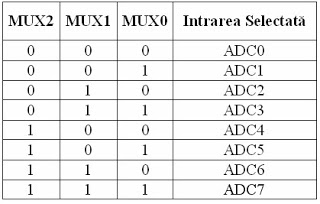 MUX2 MUX1 MUX0 Intrarea Selectată
0 0 0 ADC0
0 0 1 ADC1
0 1 0 ADC2
0 1 1 ADC3
1 0 0 ADC4
1 0 1 ADC5
1 1 0 ADC6
1 1 1 ADC7